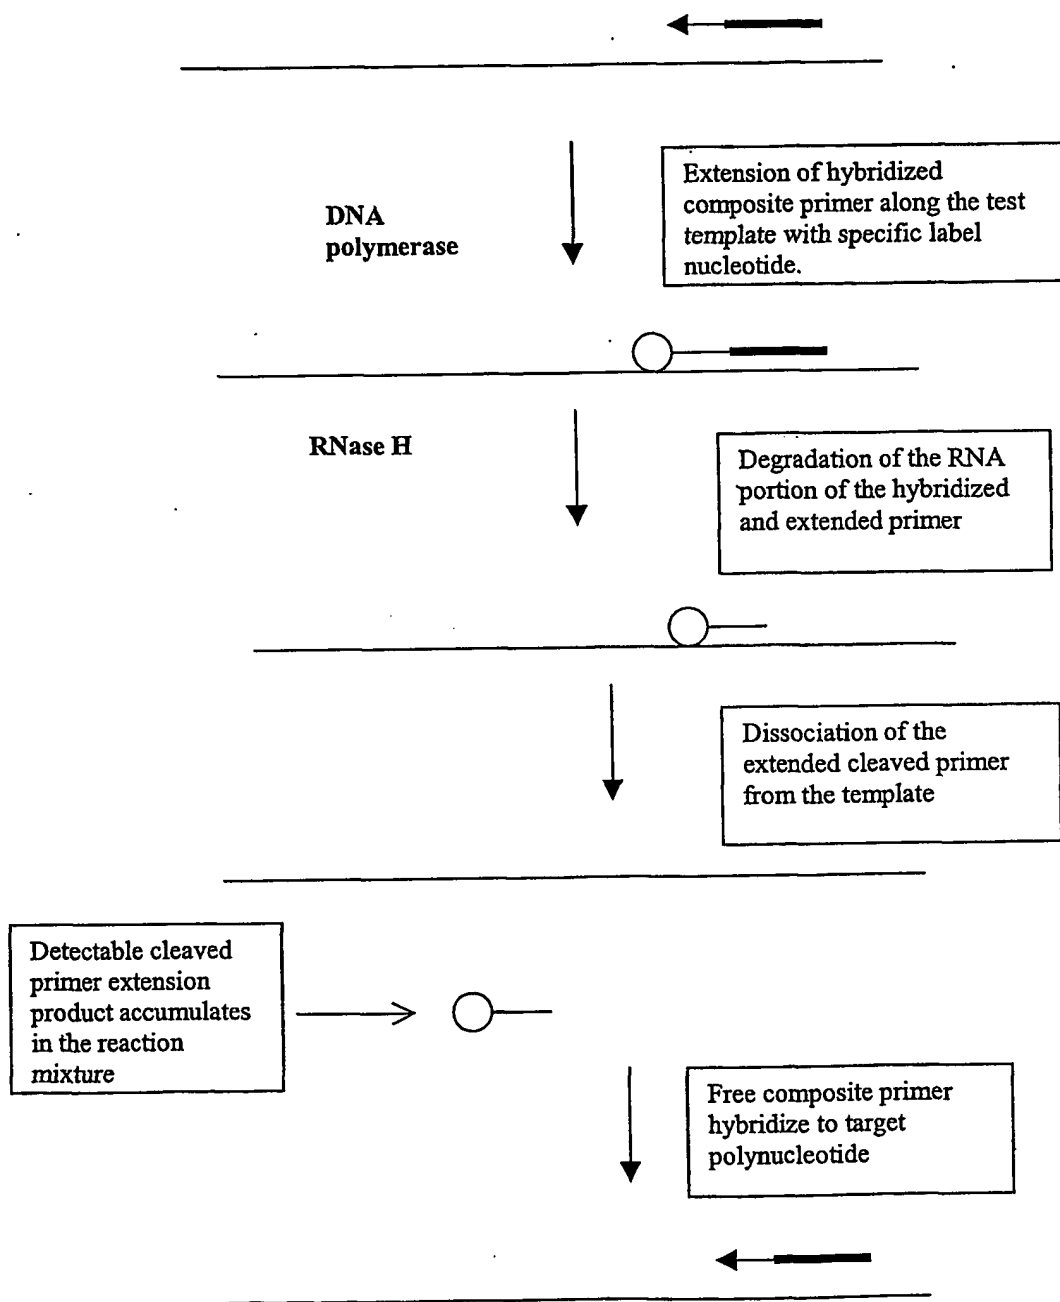 Extension of hybridized
composite primer along the test
template with specific label
nucleotide.
DNA
polymerase
RNase H
Degradation of the RNA
portion of the hybridized
and extended primer
Dissociation of the
extended cleaved primer
from the template
Detectable cleaved
primer extension
product accumulates
in the reaction
mixture
Free composite primer
hybridize to target
polynucleotide